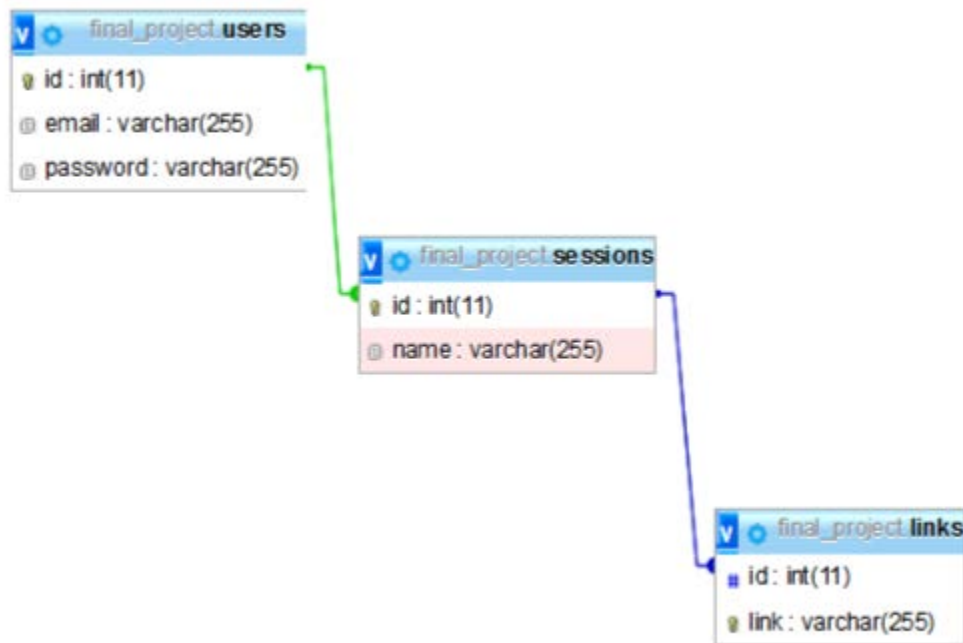 v final_project.users
id : int(11)
email : varchar(255)
password : varchar(255)
v final_project.sessions
id : int(11)
name : varchar(255)
v final_project.links
# id : int(11)
link : varchar(255)